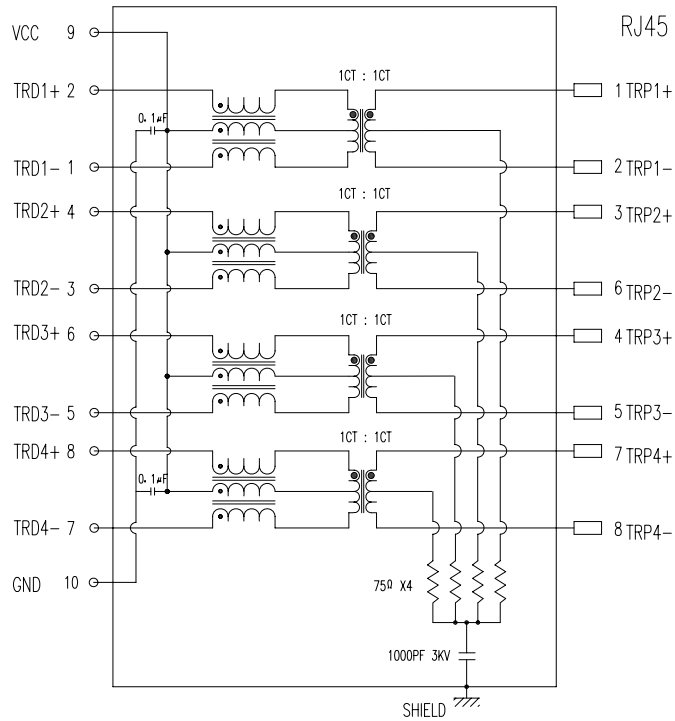 RJ45
VCC 9
1CT : 1CT
TRD1+ 2
1 TRP1+
0.1μF
TRD1- 1
2 TRP1-
1CT : 1CT
TRD2+ 4
3 TRP2+
TRD2- 3
6 TRP2-
1CT : 1CT
TRD3+ 6
4 TRP3+
TRD3- 5
5 TRP3-
1CT : 1CT
TRD4+ 8
7 TRP4+
0.1μF
TRD4- 7
8 TRP4-
GND 10
75Ω X4
1000PF 3KV
SHIELD